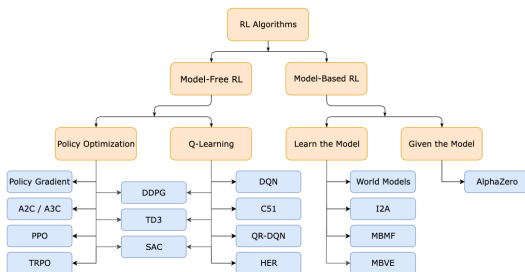 RL Algorithms
Model-Free RL
Model-Based RL
Policy Optimization
Q-Learning
Learn the Model
Given the Model
Policy Gradient
DDPG
DQN
World Models
AlphaZero
A2C / A3C
TD3
C51
I2A
PPO
SAC
QR-DQN
MBMF
TRPO
HER
MBVE